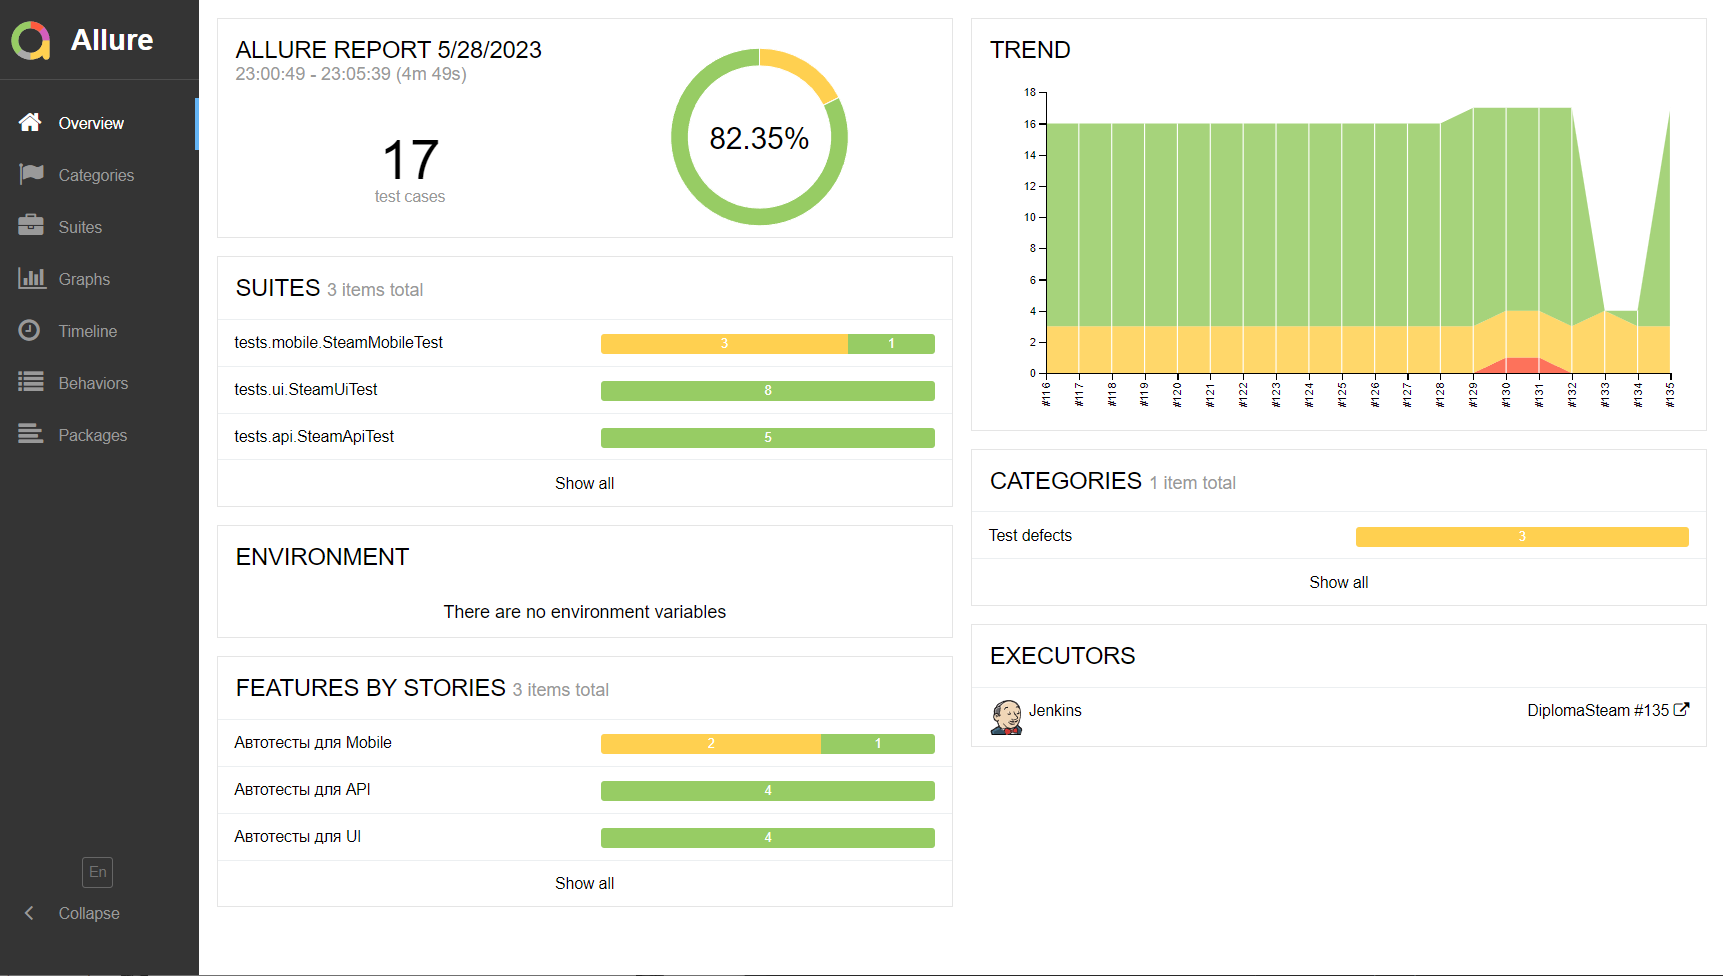 Allure
Overview
Categories
Suites
Graphs
Timeline
Behaviors
Packages
En
Collapse
ALLURE REPORT 5/28/2023
23:00:49 - 23:05:39 (4m 49s)
17
test cases
82.35%
SUITES 3 items total
tests.mobile.SteamMobileTest 3 1
tests.ui.SteamUiTest 8
tests.api.SteamApiTest 5
Show all
ENVIRONMENT
There are no environment variables
FEATURES BY STORIES 3 items total
Автотесты для Mobile 2 1
Автотесты для API 4
Автотесты для UI 4
Show all
TREND
18
16
14
12
10
8
6
4
2
0
#116 #117 #118 #119 #120 #121 #122 #123 #124 #125 #126 #127 #128 #129 #130 #131 #132 #133 #134 #135
CATEGORIES 1 item total
Test defects 3
Show all
EXECUTORS
Jenkins DiplomaSteam #135